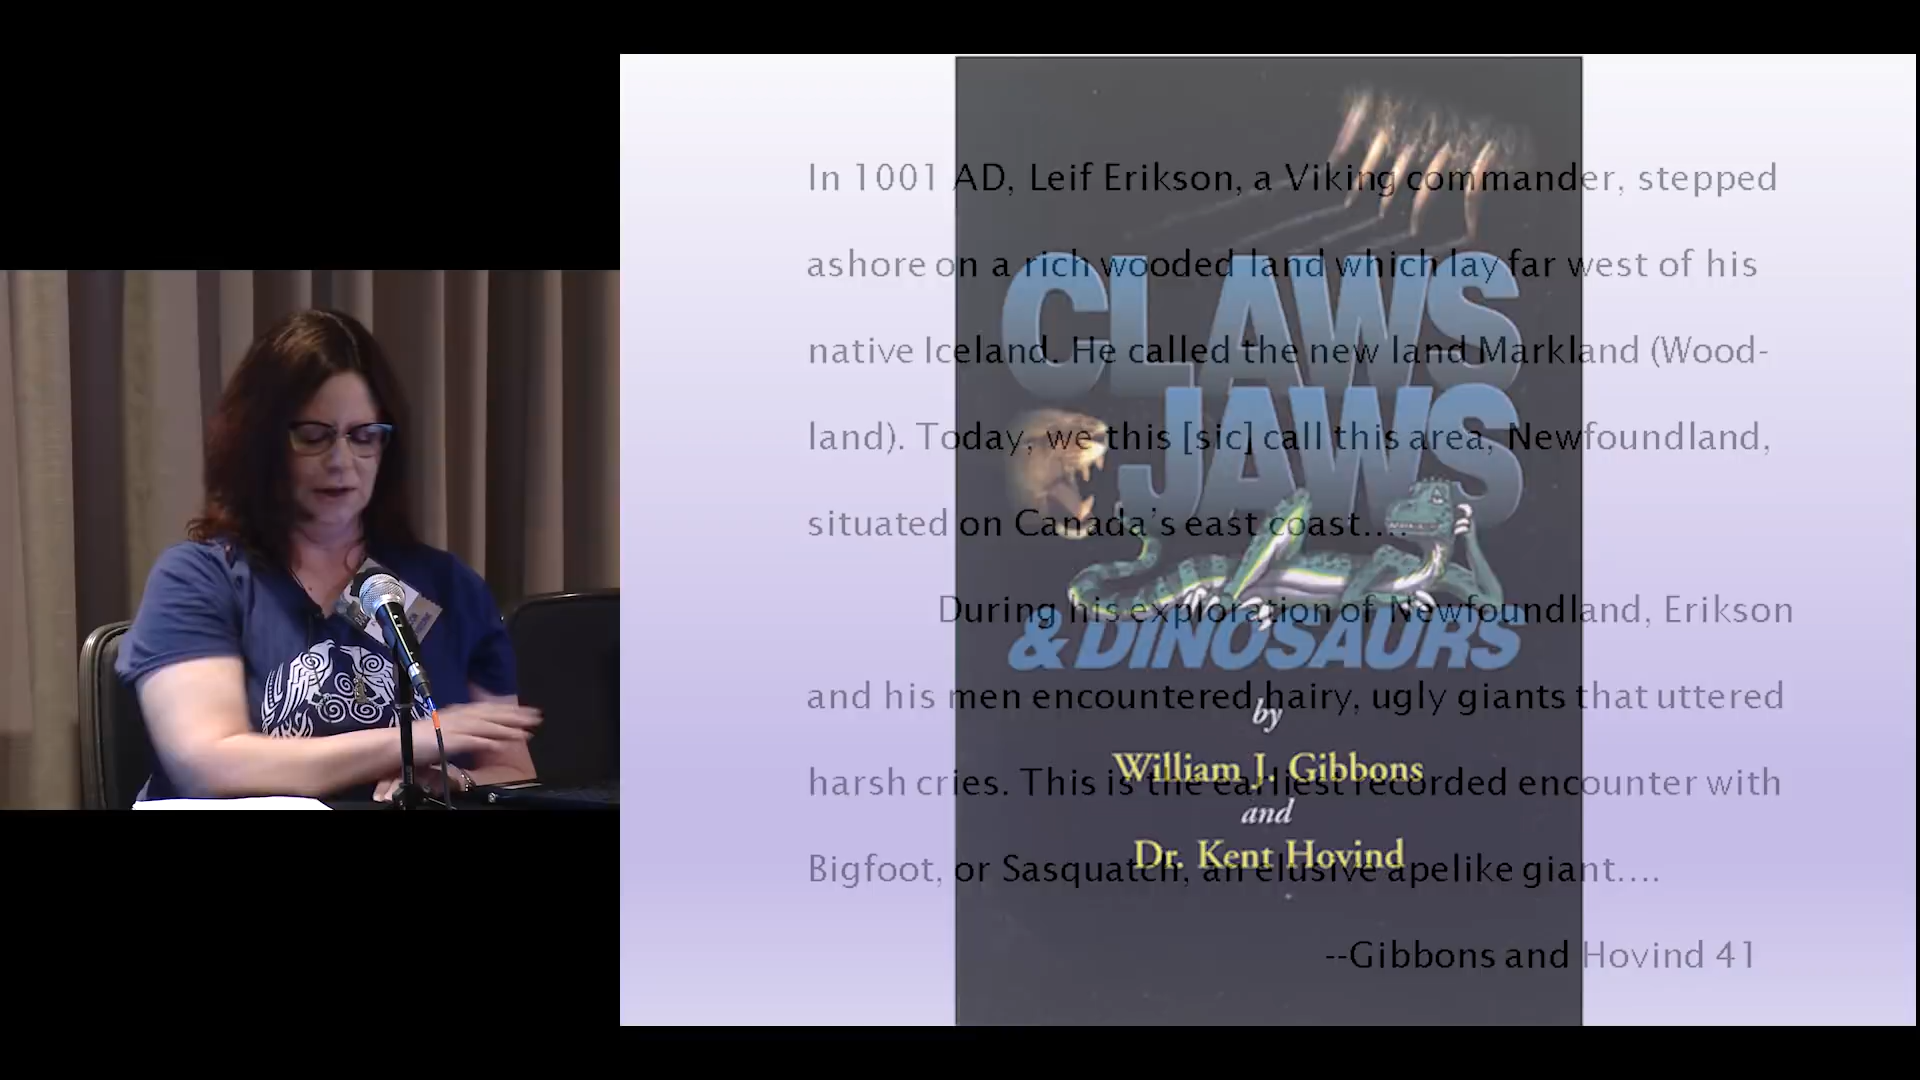 In 1001 AD, Leif Erikson, a Viking commander, stepped
ashore on a rich wooded land which lay far west of his
native Iceland. He called the new land Markland (Wood-
land). Today, we this [sic] call this area, Newfoundland,
situated on Canada's east coast....
During his exploration of Newfoundland, Erikson
and his men encountered hairy, ugly giants that uttered
harsh cries. This is the earliest recorded encounter with
Bigfoot, or Sasquatch, an elusive apelike giant....
--Gibbons and Hovind 41
CLAWS
JAWS
& DINOSAURS
by
William J. Gibbons
and
Dr. Kent Hovind